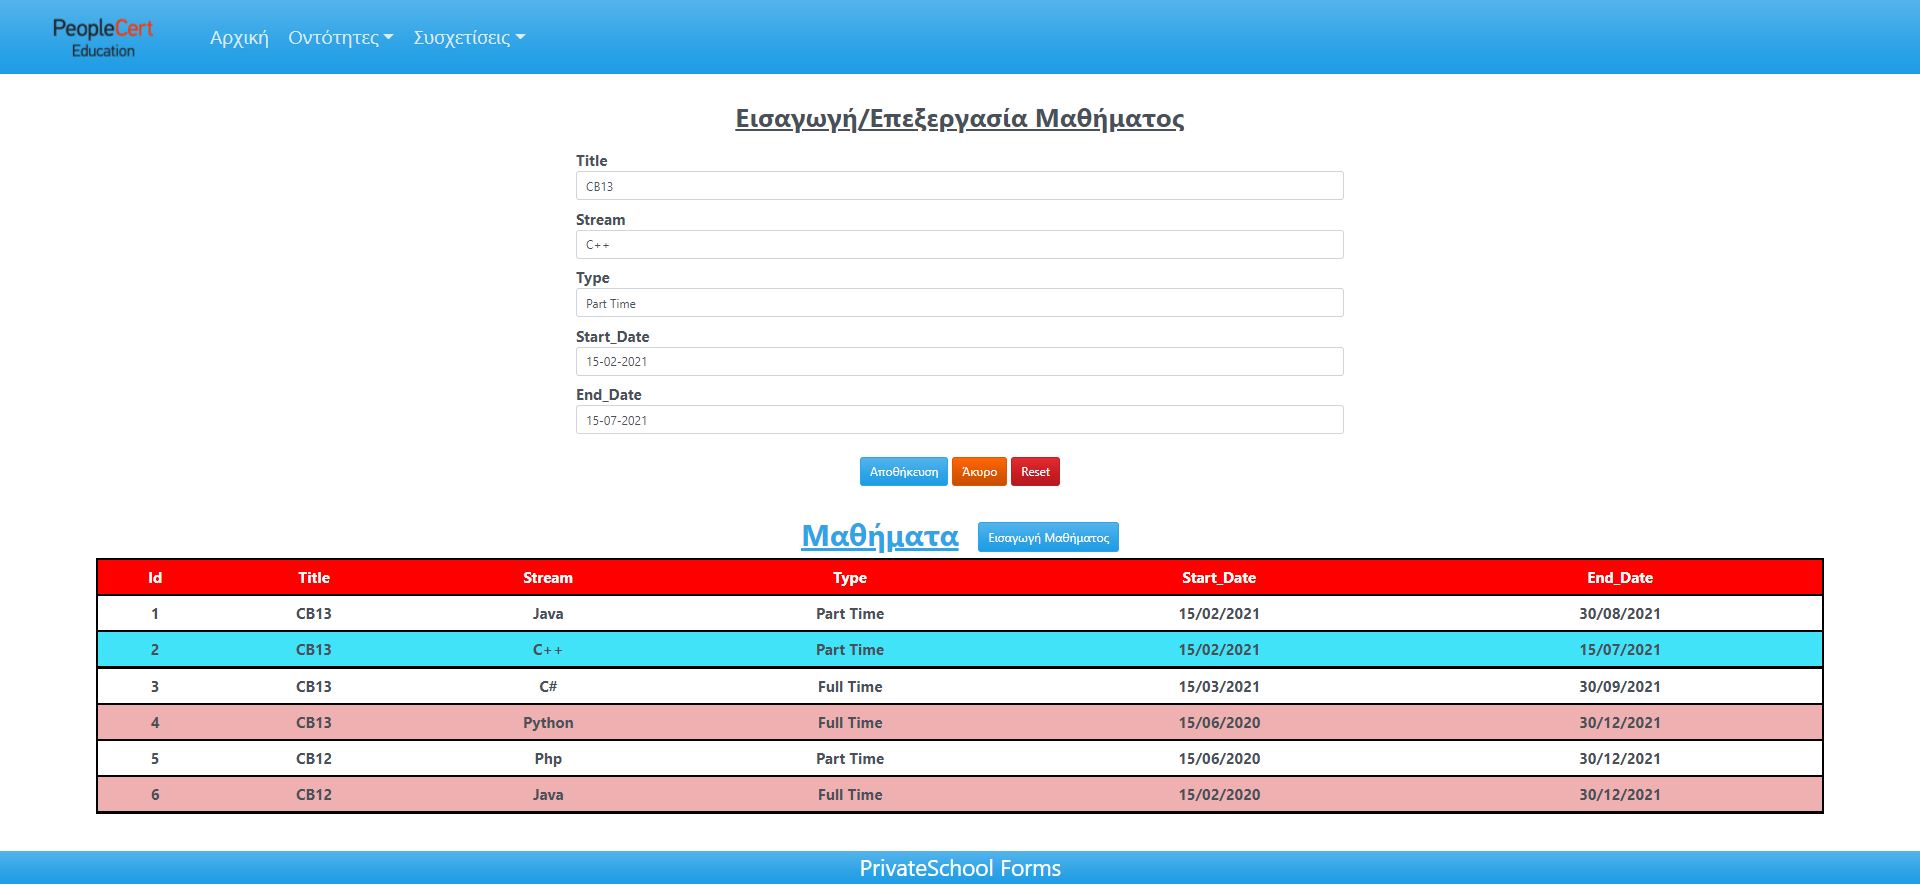 PeopleCert
Education
Αρχική Οντότητες Συσχετίσεις
Εισαγωγή/Επεξεργασία Μαθήματος
Title
CB13
Stream
C++
Type
Part Time
Start_Date
15-02-2021
End_Date
15-07-2021
Αποθήκευση Άκυρο Reset
Μαθήματα Εισαγωγή Μαθήματος
Id Title Stream Type Start_Date End_Date
1 CB13 Java Part Time 15/02/2021 30/08/2021
2 CB13 C++ Part Time 15/02/2021 15/07/2021
3 CB13 C# Full Time 15/03/2021 30/09/2021
4 CB13 Python Full Time 15/06/2020 30/12/2021
5 CB12 Php Part Time 15/06/2020 30/12/2021
6 CB12 Java Full Time 15/02/2020 30/12/2021
PrivateSchool Forms